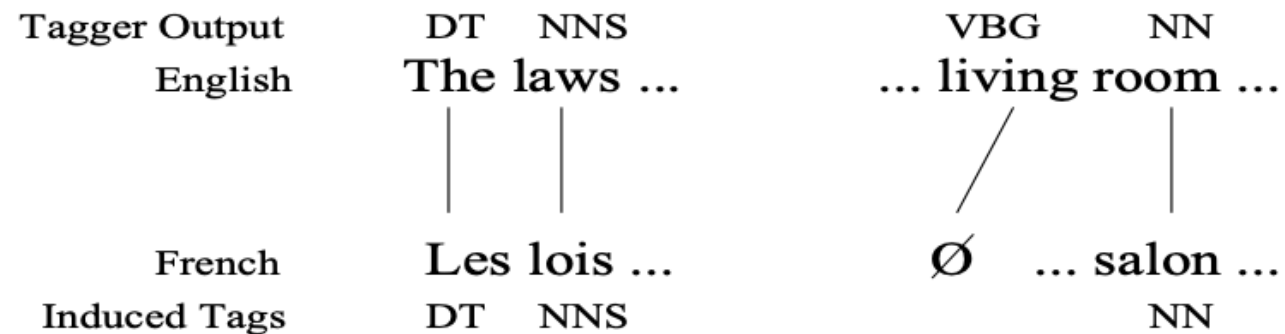 Tagger Output DT NNS VBG NN
English The laws ... ... living room ...
French Les lois ... Ø ... salon ...
Induced Tags DT NNS NN